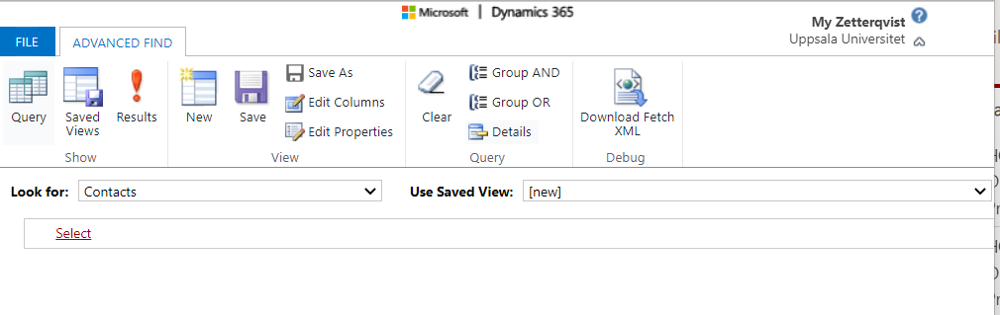 Microsoft | Dynamics 365
My Zetterqvist
Uppsala Universitet
FILE
ADVANCED FIND
Query
Saved
Views
Results
Show
New
Save
Save As
Edit Columns
Edit Properties
View
Clear
Group AND
Group OR
Details
Query
Download Fetch
XML
Debug
Look for: Contacts
Use Saved View: [new]
Select